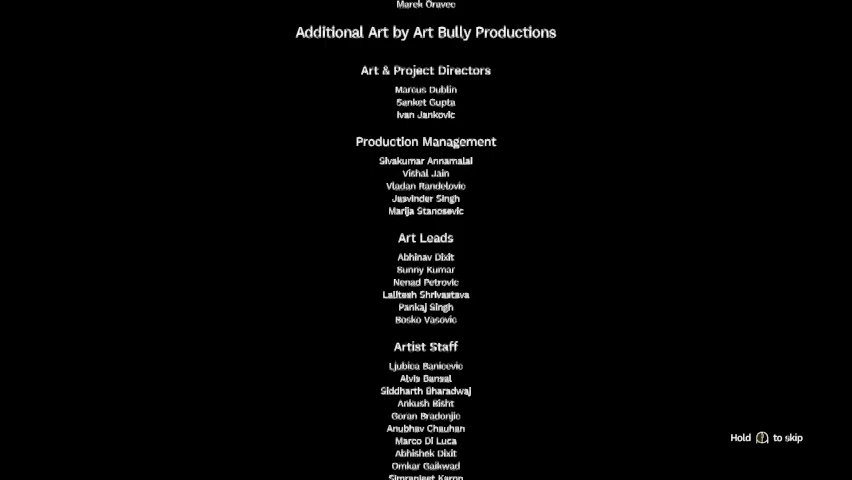 Marek Oravec
Additional Art by Art Bully Productions
Art & Project Directors
Marcus Dublin
Sanket Gupta
Ivan Jankovic
Production Management
Sivakumar Annamalai
Vishal Jain
Vladan Randelovic
Jasvinder Singh
Marija Stanosevic
Art Leads
Abhinav Dixit
Sunny Kumar
Nenad Petrovic
Lalitesh Shrivastava
Pankaj Singh
Bosko Vasovic
Artist Staff
Ljubica Banicevic
Alvis Bansal
Siddharth Bharadwaj
Ankush Bisht
Goran Bradonjic
Anubhav Chauhan
Marco Di Luca
Abhishek Dixit
Omkar Gaikwad
Simranjeet Karon
Hold to skip